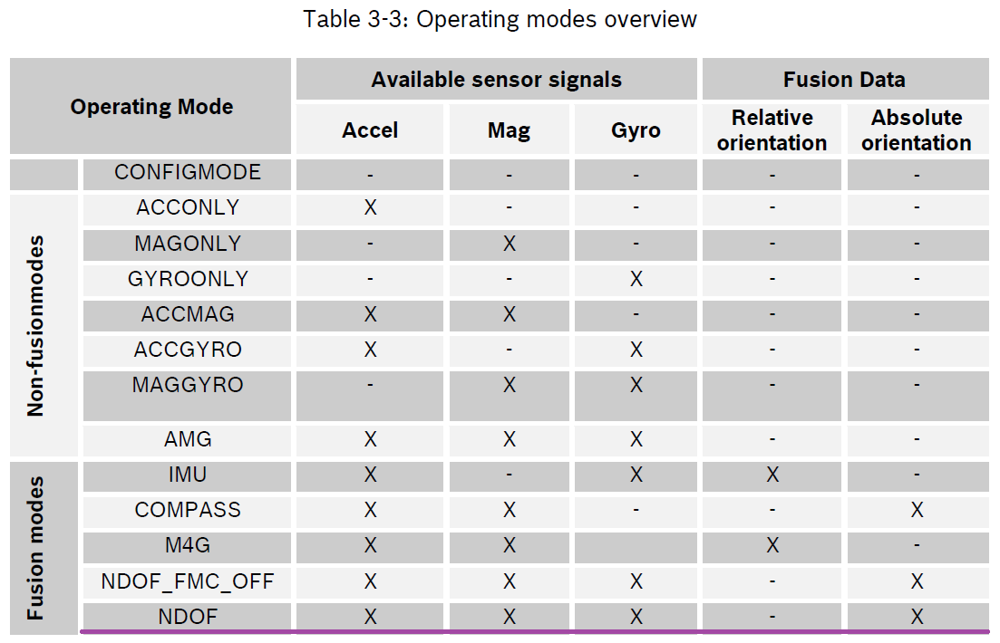 Table 3-3: Operating modes overview
Operating Mode Available sensor signals Fusion Data
Accel Mag Gyro Relative orientation Absolute orientation
CONFIGMODE - - - - -
Non-fusionmodes
ACCONLY X - - - -
MAGONLY - X - - -
GYROONLY - - X - -
ACCMAG X X - - -
ACCGYRO X - X - -
MAGGYRO - X X - -
AMG X X X - -
Fusion modes
IMU X - X X -
COMPASS X X - - X
M4G X X X -
NDOF_FMC_OFF X X X - X
NDOF X X X - X